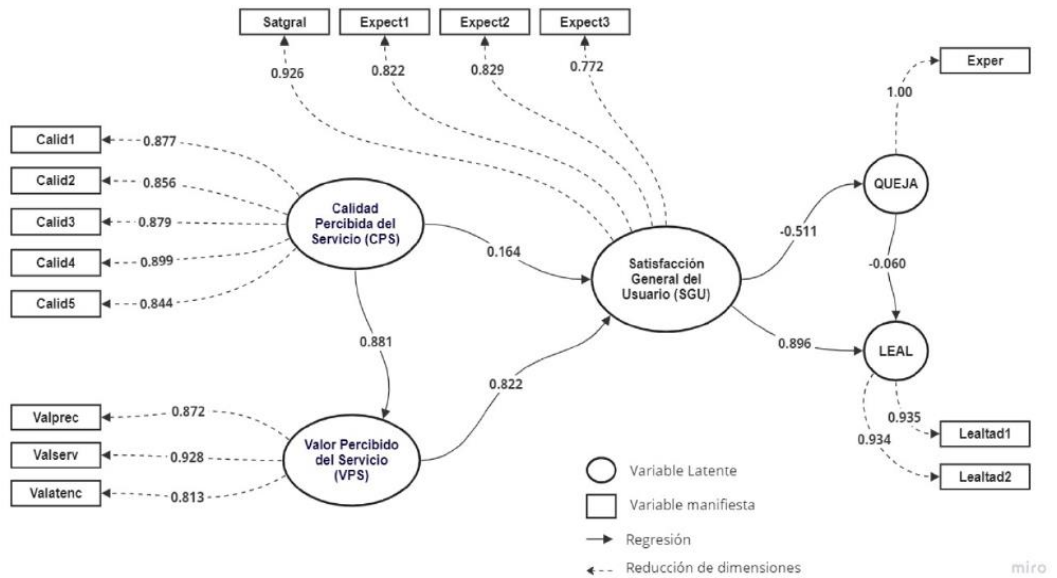 Satgral
Expect1
Expect2
Expect3
0.926
0.822
0.829
0.772
Exper
1.00
Calid1
Calid2
Calid3
Calid4
Calid5
0.877
0.856
0.879
0.899
0.844
Calidad
Percibida del
Servicio (CPS)
0.164
Satisfacción
General del
Usuario (SGU)
QUEJA
-0.511
-0.060
0.896
LEAL
0.881
0.822
Valprec
Valserv
Valatenc
0.872
0.928
0.813
Valor Percibido
del Servicio
(VPS)
0.935
0.934
Lealtad1
Lealtad2
Variable Latente
Variable manifiesta
Regresión
Reducción de dimensiones
miro